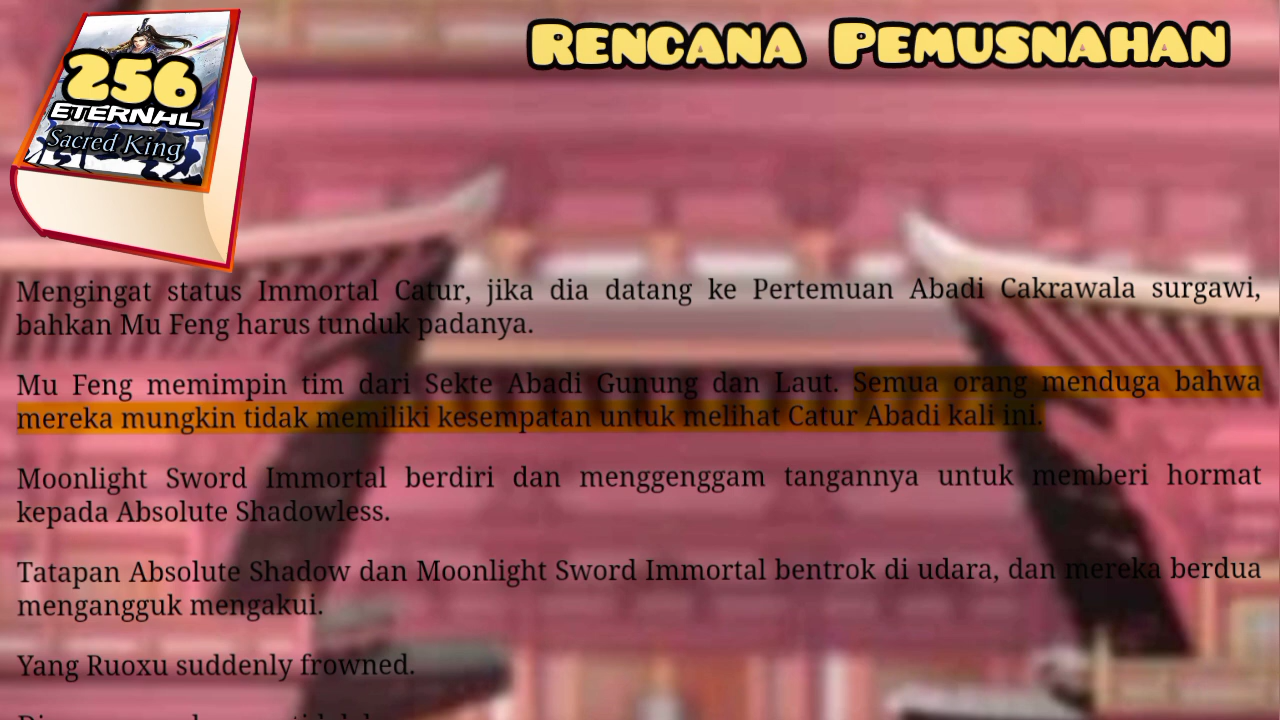 256
ETERNAL
Sacred King
RENCANA PEMUSNAHAN
Mengingat status Immortal Catur, jika dia datang ke Pertemuan Abadi Cakrawala surgawi,
bahkan Mu Feng harus tunduk padanya.
Mu Feng memimpin tim dari Sekte Abadi Gunung dan Laut. Semua orang menduga bahwa
mereka mungkin tidak memiliki kesempatan untuk melihat Catur Abadi kali ini.
Moonlight Sword Immortal berdiri dan menggenggam tangannya untuk memberi hormat
kepada Absolute Shadowless.
Tatapan Absolute Shadow dan Moonlight Sword Immortal bentrok di udara, dan mereka berdua
mengangguk mengakui.
Yang Ruoxu suddenly frowned.